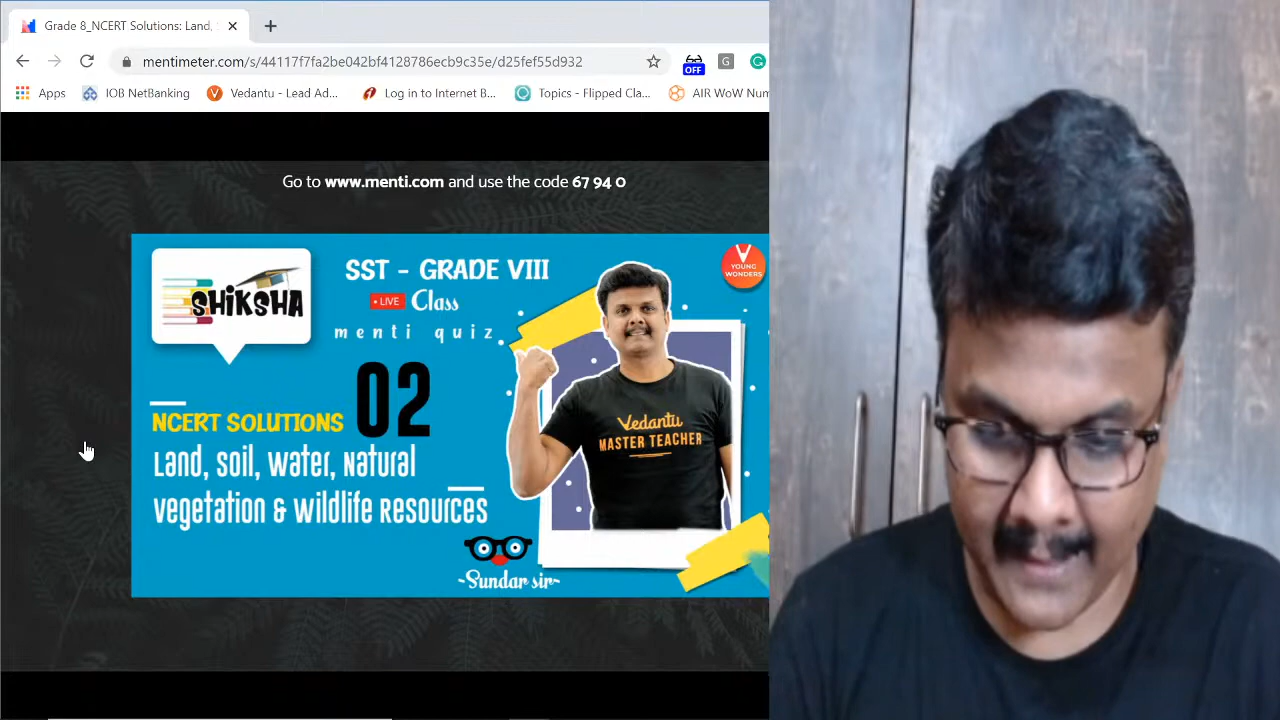 Grade 8_NCERT Solutions: Land,
mentimeter.com/s/44117f7fa2be042bf4128786ecb9c35e/d25fef55d932
OFF
G
Apps
IOB NetBanking
Vedantu - Lead Ad...
Log in to Internet B...
Topics - Flipped Cla...
AIR WoW Num
Go to www.menti.com and use the code 67 94 0
SHIKSHA
SST - GRADE VIII
LIVE Class
menti quiz
V
YOUNG
WONDERS
02
NCERT SOLUTIONS
Land, soil, water, Natural
vegetation & wildlife Resources
Vedantu
MASTER TEACHER
~Sundar sir~